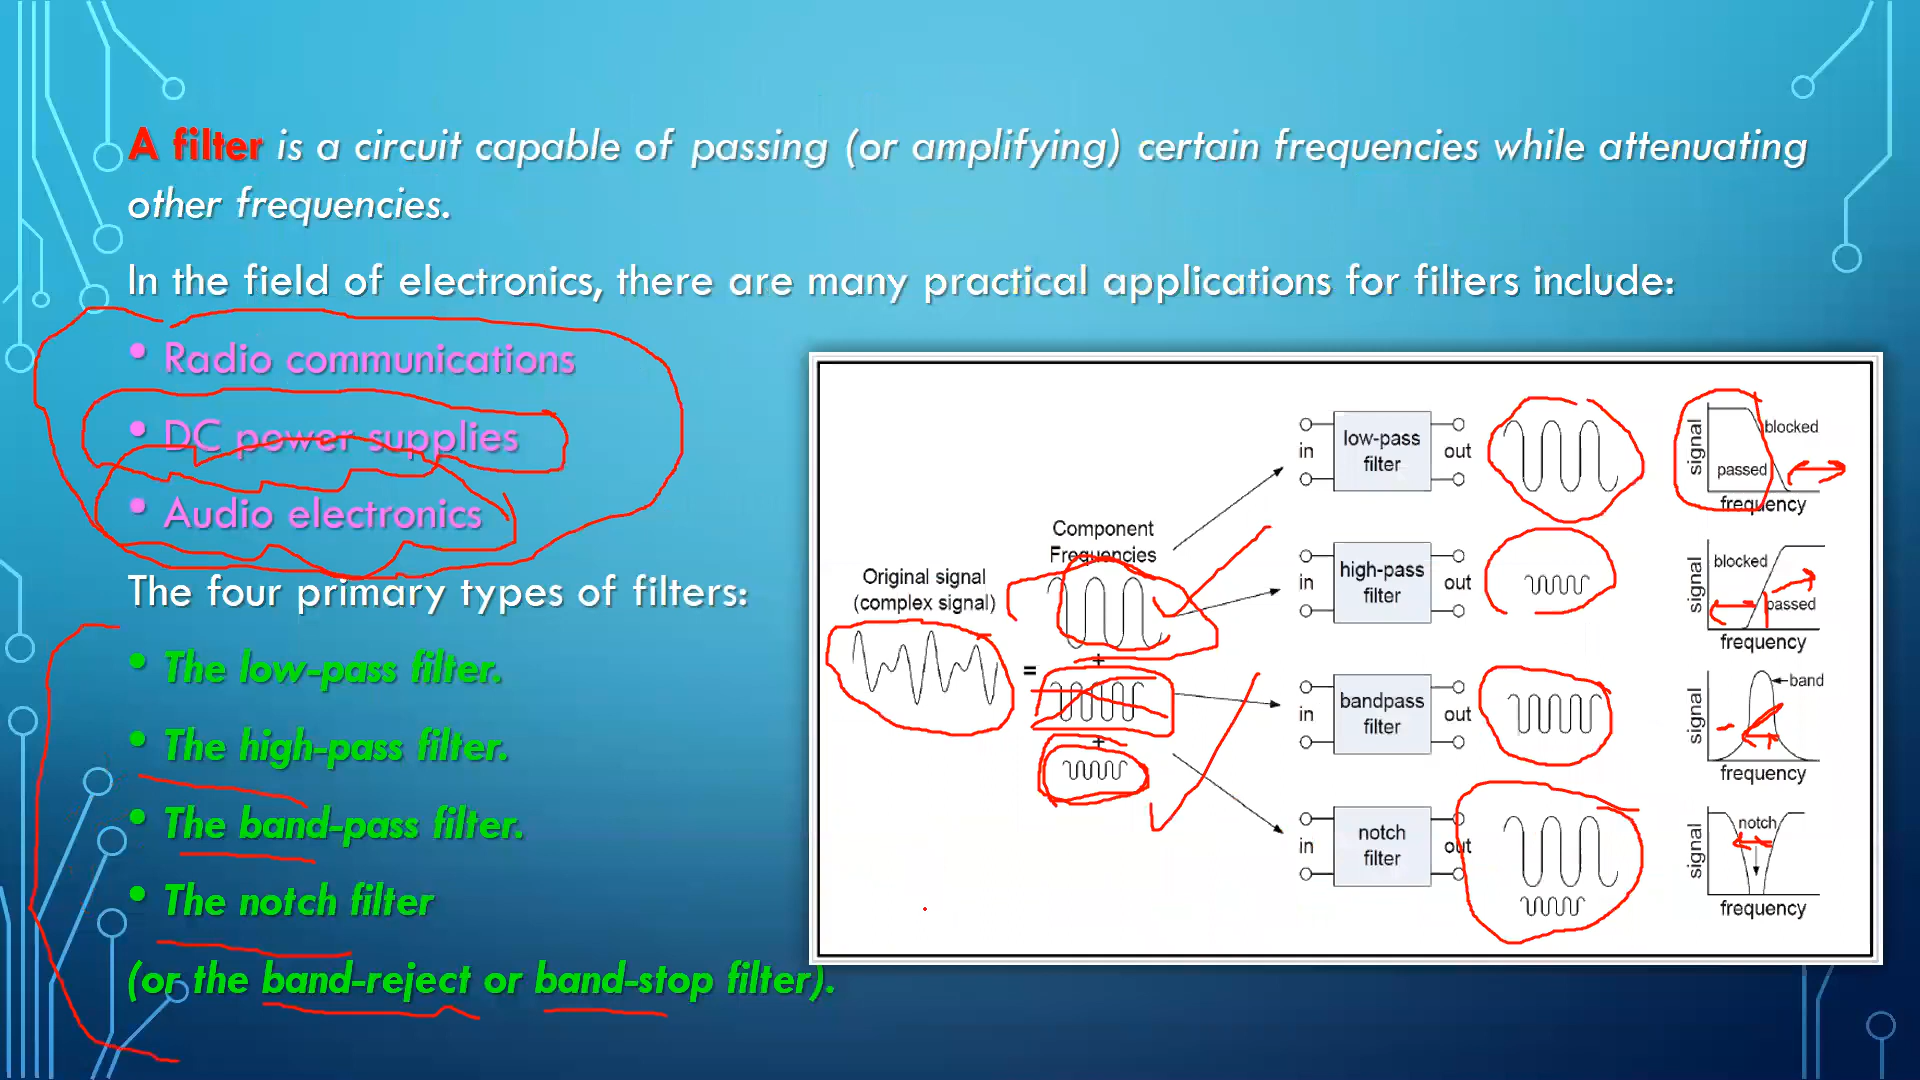 A filter is a circuit capable of passing (or amplifying) certain frequencies while attenuating
other frequencies.
In the field of electronics, there are many practical applications for filters include:
• Radio communications
• DC power supplies
• Audio electronics
The four primary types of filters:
• The low-pass filter.
• The high-pass filter.
• The band-pass filter.
• The notch filter
(or the band-reject or band-stop filter).
Original signal
(complex signal)
=
Component
Frequencies
+
+
in
low-pass
filter
out
signal
blocked
passed
frequency
in
high-pass
filter
signal
blocked
passed
frequency
in
bandpass
filter
out
signal
band
frequency
in
notch
filter
out
signal
notch
frequency